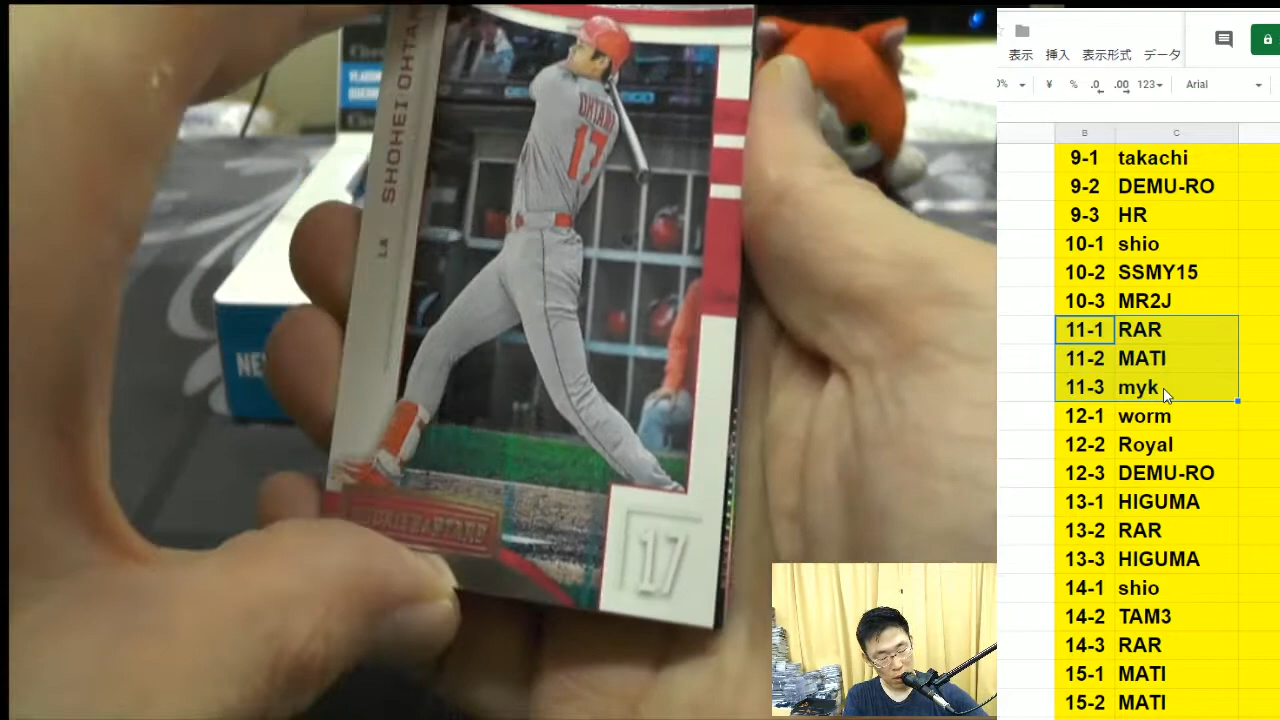 SHOHEI OHTAN
LA
OHTANI
17
17
NE
表示 挿入 表示形式 データ
0% ¥ % .0 .00 123 Arial
B C
9-1 takachi
9-2 DEMU-RO
9-3 HR
10-1 shio
10-2 SSMY15
10-3 MR2J
11-1 RAR
11-2 MATI
11-3 myk
12-1 worm
12-2 Royal
12-3 DEMU-RO
13-1 HIGUMA
13-2 RAR
13-3 HIGUMA
14-1 shio
14-2 TAM3
14-3 RAR
15-1 MATI
15-2 MATI